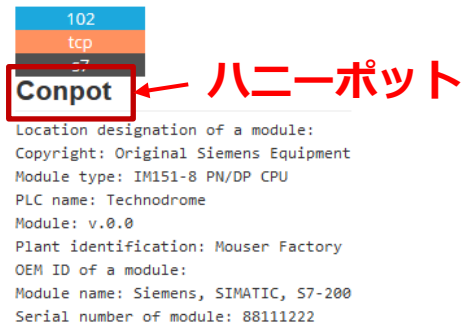 102
tcp
s7
Conpot
ハニーポット
Location designation of a module:
Copyright: Original Siemens Equipment
Module type: IM151-8 PN/DP CPU
PLC name: Technodrome
Module: v.0.0
Plant identification: Mouser Factory
OEM ID of a module:
Module name: Siemens, SIMATIC, S7-200
Serial number of module: 88111222